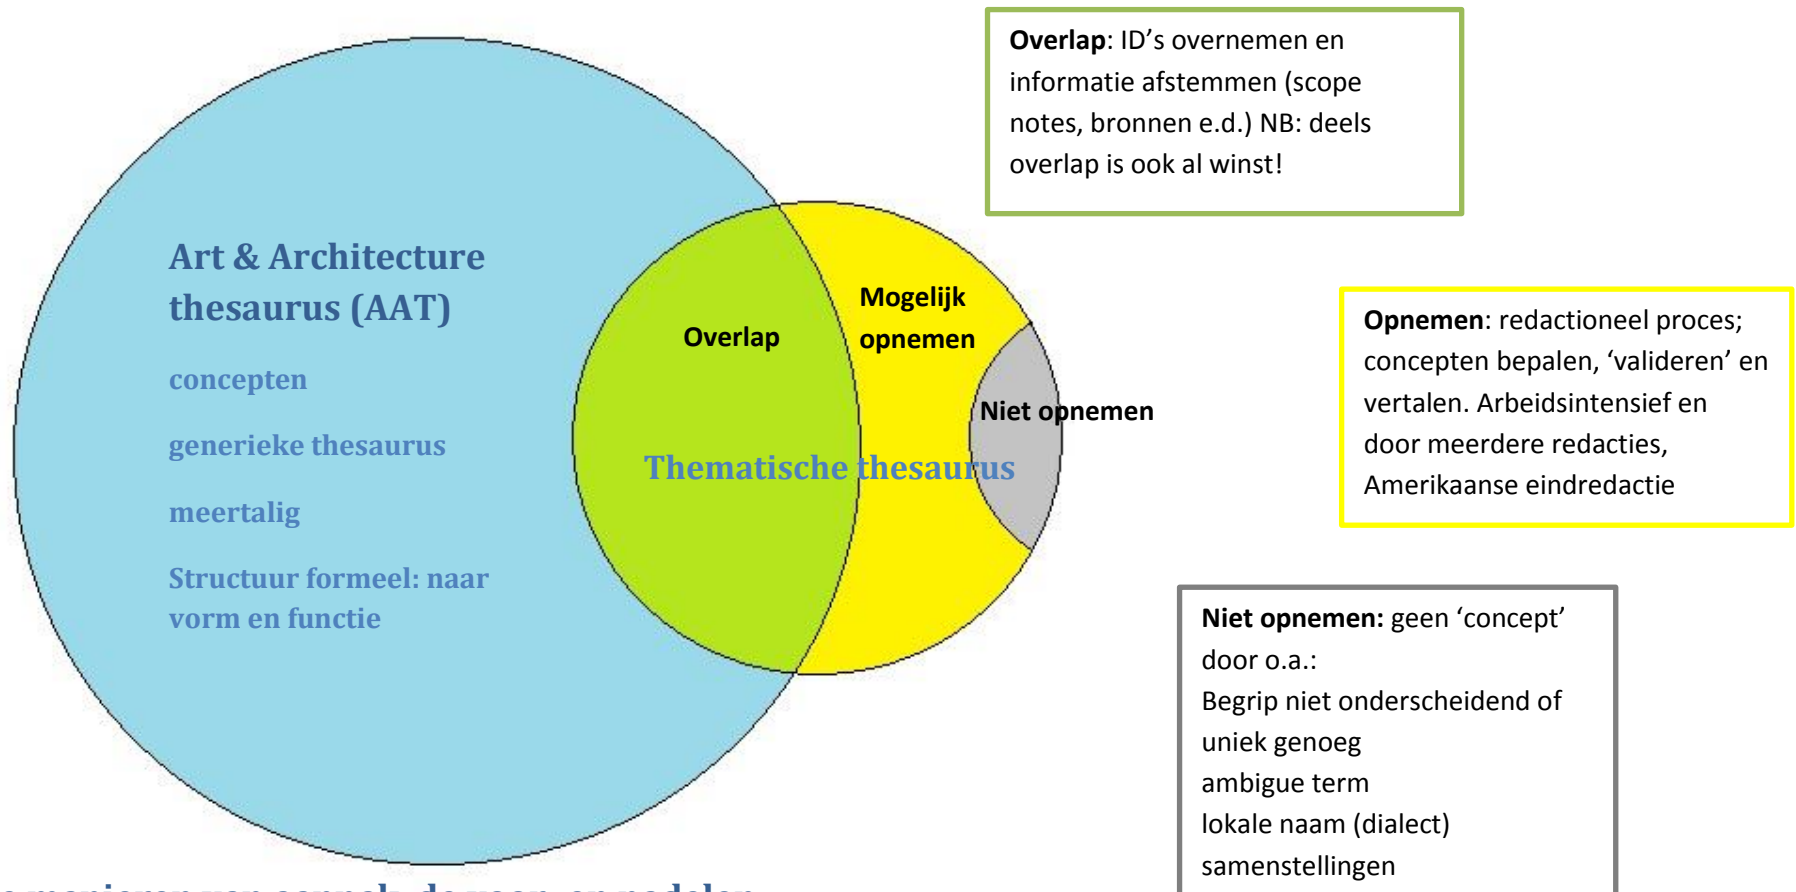 Overlap: ID's overnemen en
informatie afstemmen (scope
notes, bronnen e.d.) NB: deels
overlap is ook al winst!
Art & Architecture
thesaurus (AAT)
concepten
generieke thesaurus
meertalig
Structuur formeel: naar
vorm en functie
Overlap
Mogelijk
opnemen
Niet opnemen
Thematische thesaurus
Opnemen: redactioneel proces;
concepten bepalen, ‘valideren’ en
vertalen. Arbeidsintensief en
door meerdere redacties,
Amerikaanse eindredactie
Niet opnemen: geen ‘concept’
door o.a.:
Begrip niet onderscheidend of
uniek genoeg
ambigue term
lokale naam (dialect)
samenstellingen